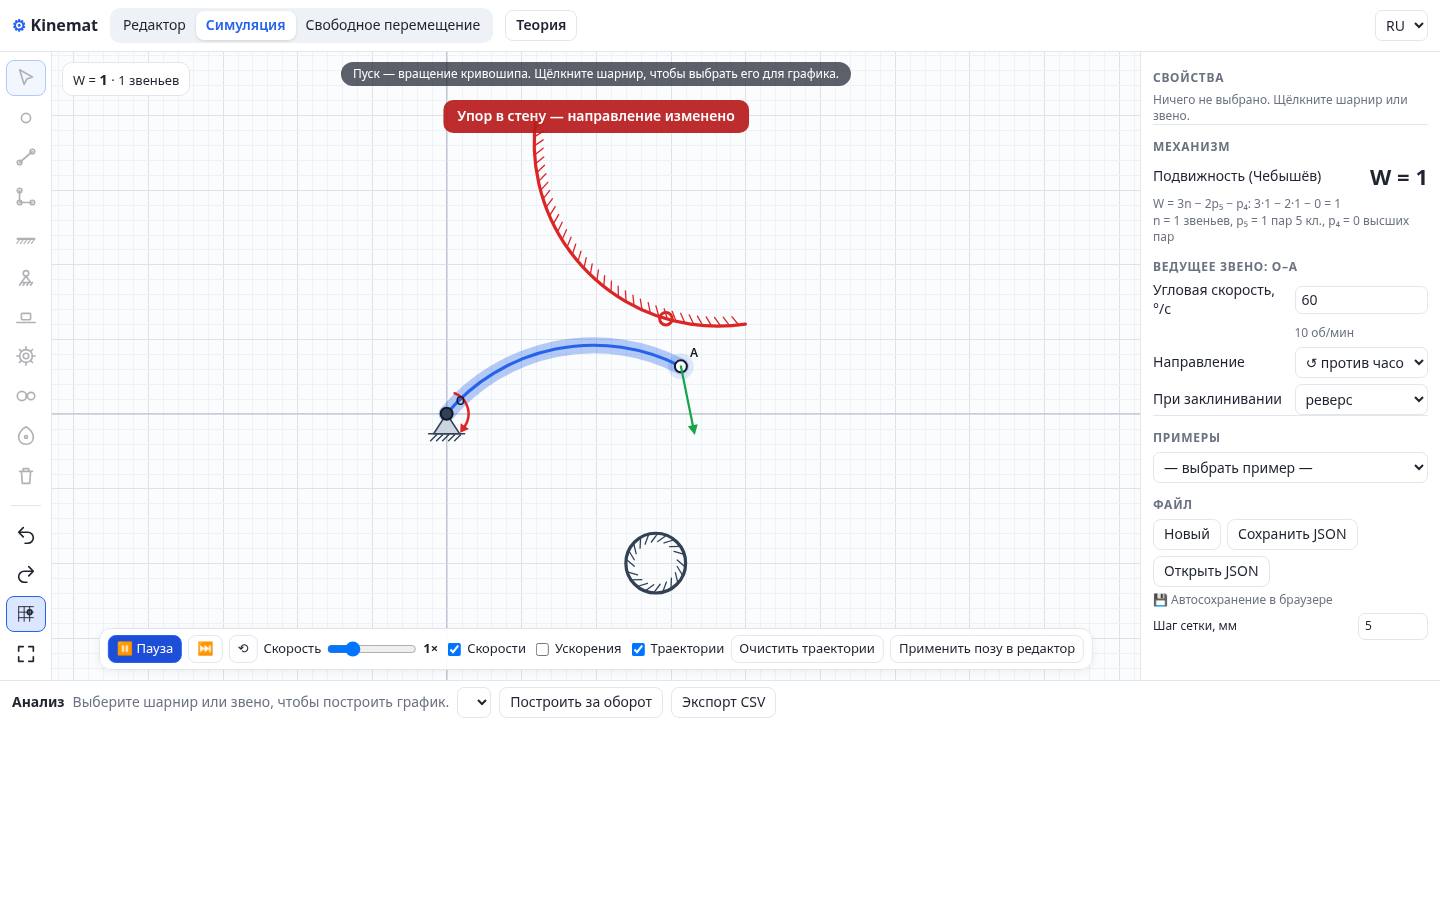 Kinemat
Редактор
Симуляция
Свободное перемещение
Теория
RU
W = 1 · 1 звеньев
Пуск — вращение кривошипа. Щёлкните шарнир, чтобы выбрать его для графика.
Упор в стену — направление изменено
A
O
СВОЙСТВА
Ничего не выбрано. Щёлкните шарнир или
звено.
МЕХАНИЗМ
Подвижность (Чебышёв) W = 1
W = 3n − 2p₅ − p₄: 3·1 − 2·1 − 0 = 1
n = 1 звеньев, p₅ = 1 пар 5 кл., p₄ = 0 высших
пар
ВЕДУЩЕЕ ЗВЕНО: O–A
Угловая скорость,
°/с
60
10 об/мин
Направление ↺ против часо
При заклинивании реверс
ПРИМЕРЫ
— выбрать пример —
ФАЙЛ
Новый
Сохранить JSON
Открыть JSON
💾 Автосохранение в браузере
Шаг сетки, мм 5
Пауза
Скорость
1×
Скорости
Ускорения
Траектории
Очистить траектории
Применить позу в редактор
Анализ
Выберите шарнир или звено, чтобы построить график.
Построить за оборот
Экспорт CSV